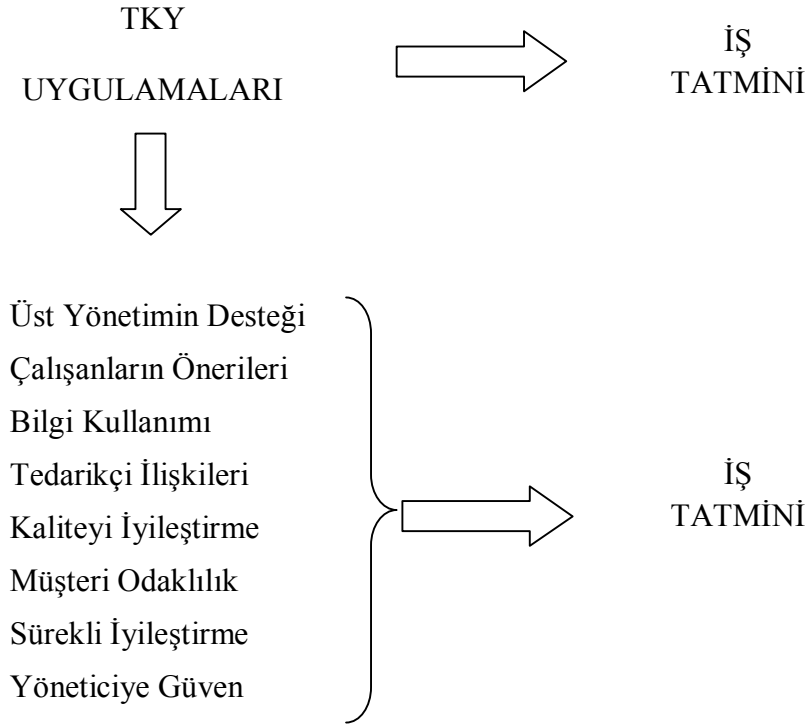 TKY
UYGULAMALARI
İŞ
TATMİNİ
Üst Yönetimin Desteği
Çalışanların Önerileri
Bilgi Kullanımı
Tedarikçi İlişkileri
Kaliteyi İyileştirme
Müşteri Odaklılık
Sürekli İyileştirme
Yöneticiye Güven
İŞ
TATMİNİ